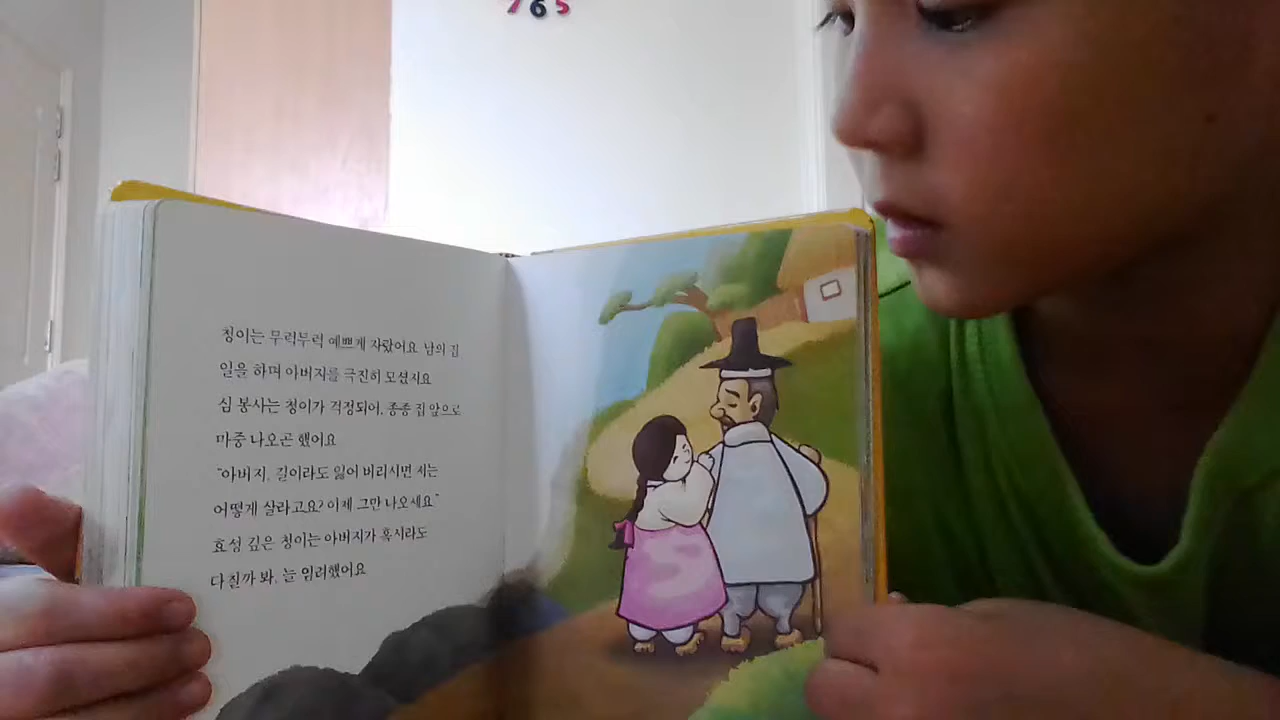 7 6 5
청이는 무럭무럭 예쁘게 자랐어요 남의 집
일을 하며 아버지를 극진히 모셨지요
심 봉사는 청이가 걱정되어, 종종 집 앞으로
마중 나오곤 했어요
"아버지, 길이라도 잃어 버리시면 저는
어떻게 살라고요? 이제 그만 나오세요"
효성 깊은 청이는 아버지가 혹시라도
다칠까 봐, 늘 염려했어요